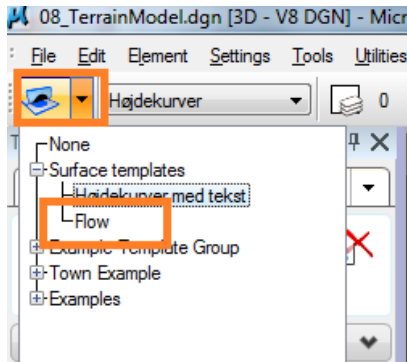 08_TerrainModel.dgn [3D - V8 DGN] - Micr
File Edit Element Settings Tools Utilities
Højdekurver 0
None
Surface templates
Højdekurver med tekst
Flow
Example Template Group
Town Example
Examples